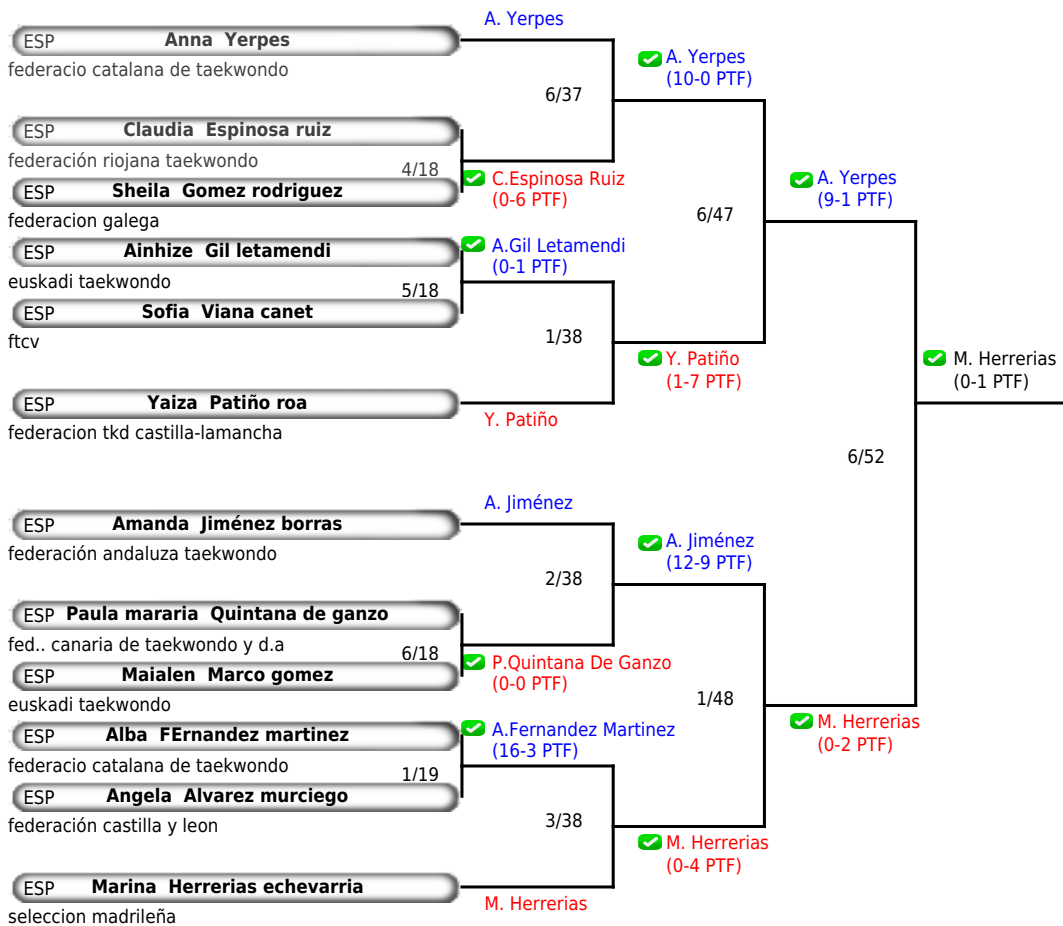 A. Yerpes
ESP Anna Yerpes
federacio catalana de taekwondo
A. Yerpes
(10-0 PTF)
6/37
ESP Claudia Espinosa ruiz
federación riojana taekwondo
4/18
C.Espinosa Ruiz
(0-6 PTF)
ESP Sheila Gomez rodriguez
federacion galega
A. Yerpes
(9-1 PTF)
6/47
ESP Ainhize Gil letamendi
euskadi taekwondo
A.Gil Letamendi
(0-1 PTF)
5/18
ESP Sofia Viana canet
ftcv
1/38
Y. Patiño
(1-7 PTF)
M. Herrerias
(0-1 PTF)
ESP Yaiza Patiño roa
federacion tkd castilla-lamancha
Y. Patiño
6/52
A. Jiménez
ESP Amanda Jiménez borras
federación andaluza taekwondo
A. Jiménez
(12-9 PTF)
2/38
ESP Paula mararia Quintana de ganzo
fed.. canaria de taekwondo y d.a
6/18
P.Quintana De Ganzo
(0-0 PTF)
ESP Maialen Marco gomez
euskadi taekwondo
1/48
M. Herrerias
(0-2 PTF)
ESP Alba FErnandez martinez
federacio catalana de taekwondo
A.Fernandez Martinez
(16-3 PTF)
1/19
ESP Angela Alvarez murciego
federación castilla y leon
3/38
M. Herrerias
(0-4 PTF)
ESP Marina Herrerias echevarria
seleccion madrileña
M. Herrerias